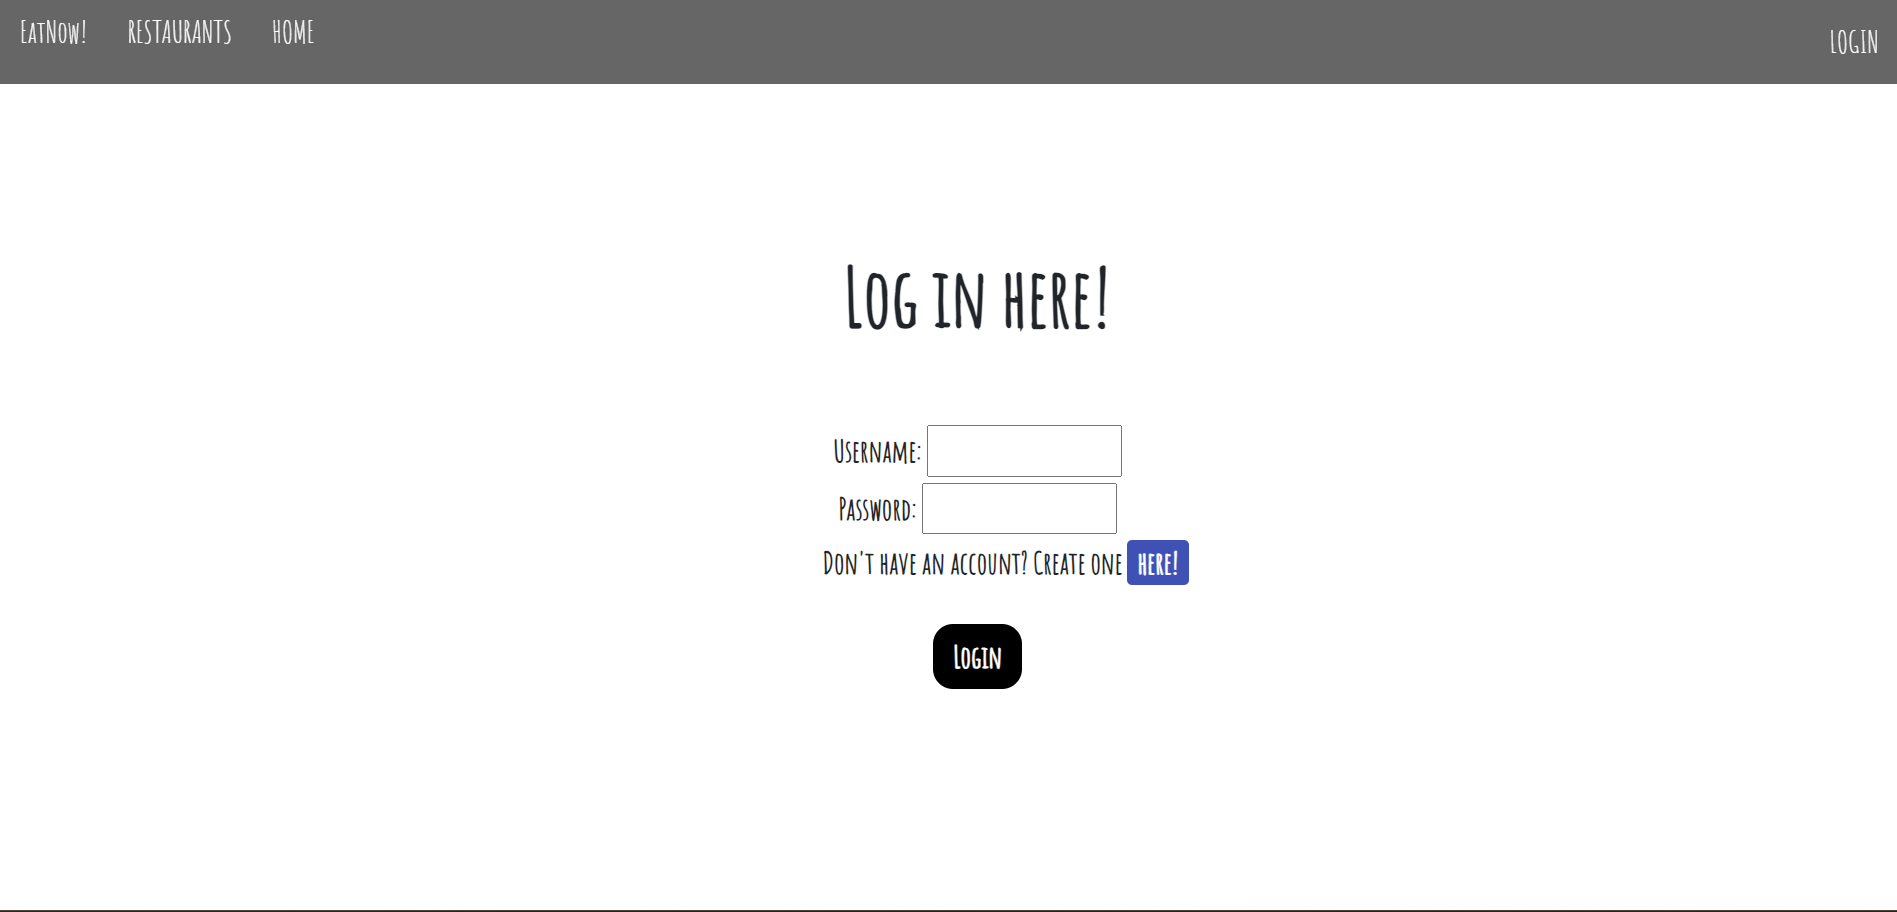 EatNow! RESTAURANTS HOME LOGIN
Log in here!
Username:
Password:
Don't have an account? Create one here!
Login